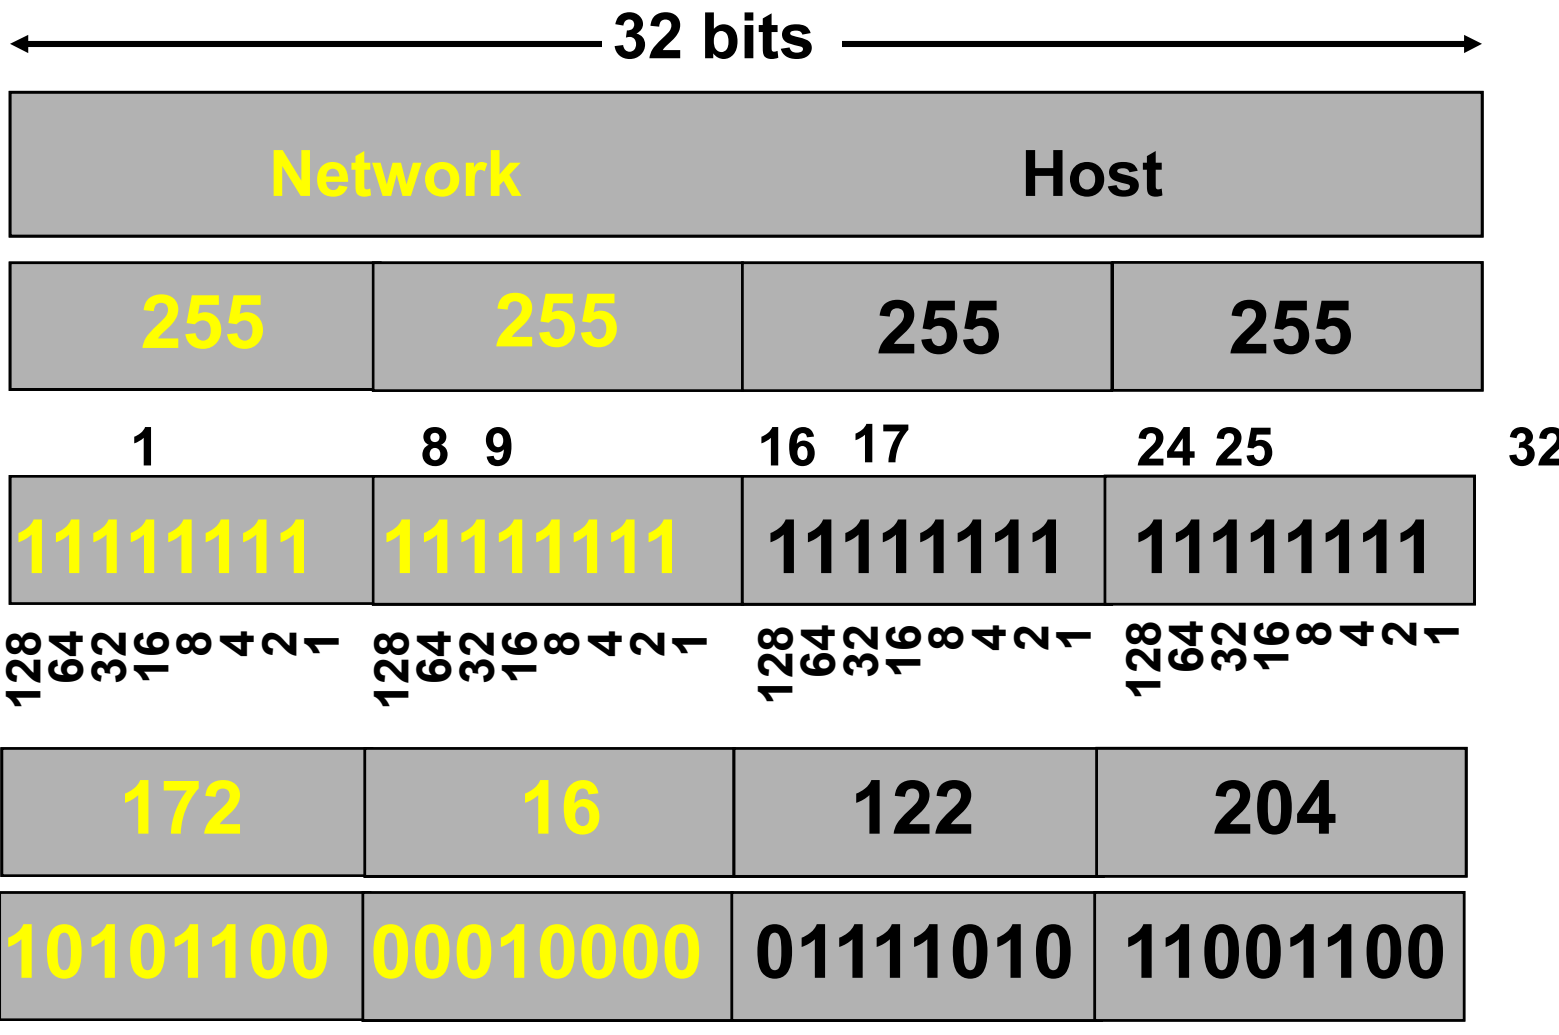 32 bits
Network Host
255 255 255 255
1 8 9 16 17 24 25 32
11111111 11111111 11111111 11111111
128 64 32 16 8 4 2 1 128 64 32 16 8 4 2 1 128 64 32 16 8 4 2 1 128 64 32 16 8 4 2 1
172 16 122 204
10101100 00010000 01111010 11001100